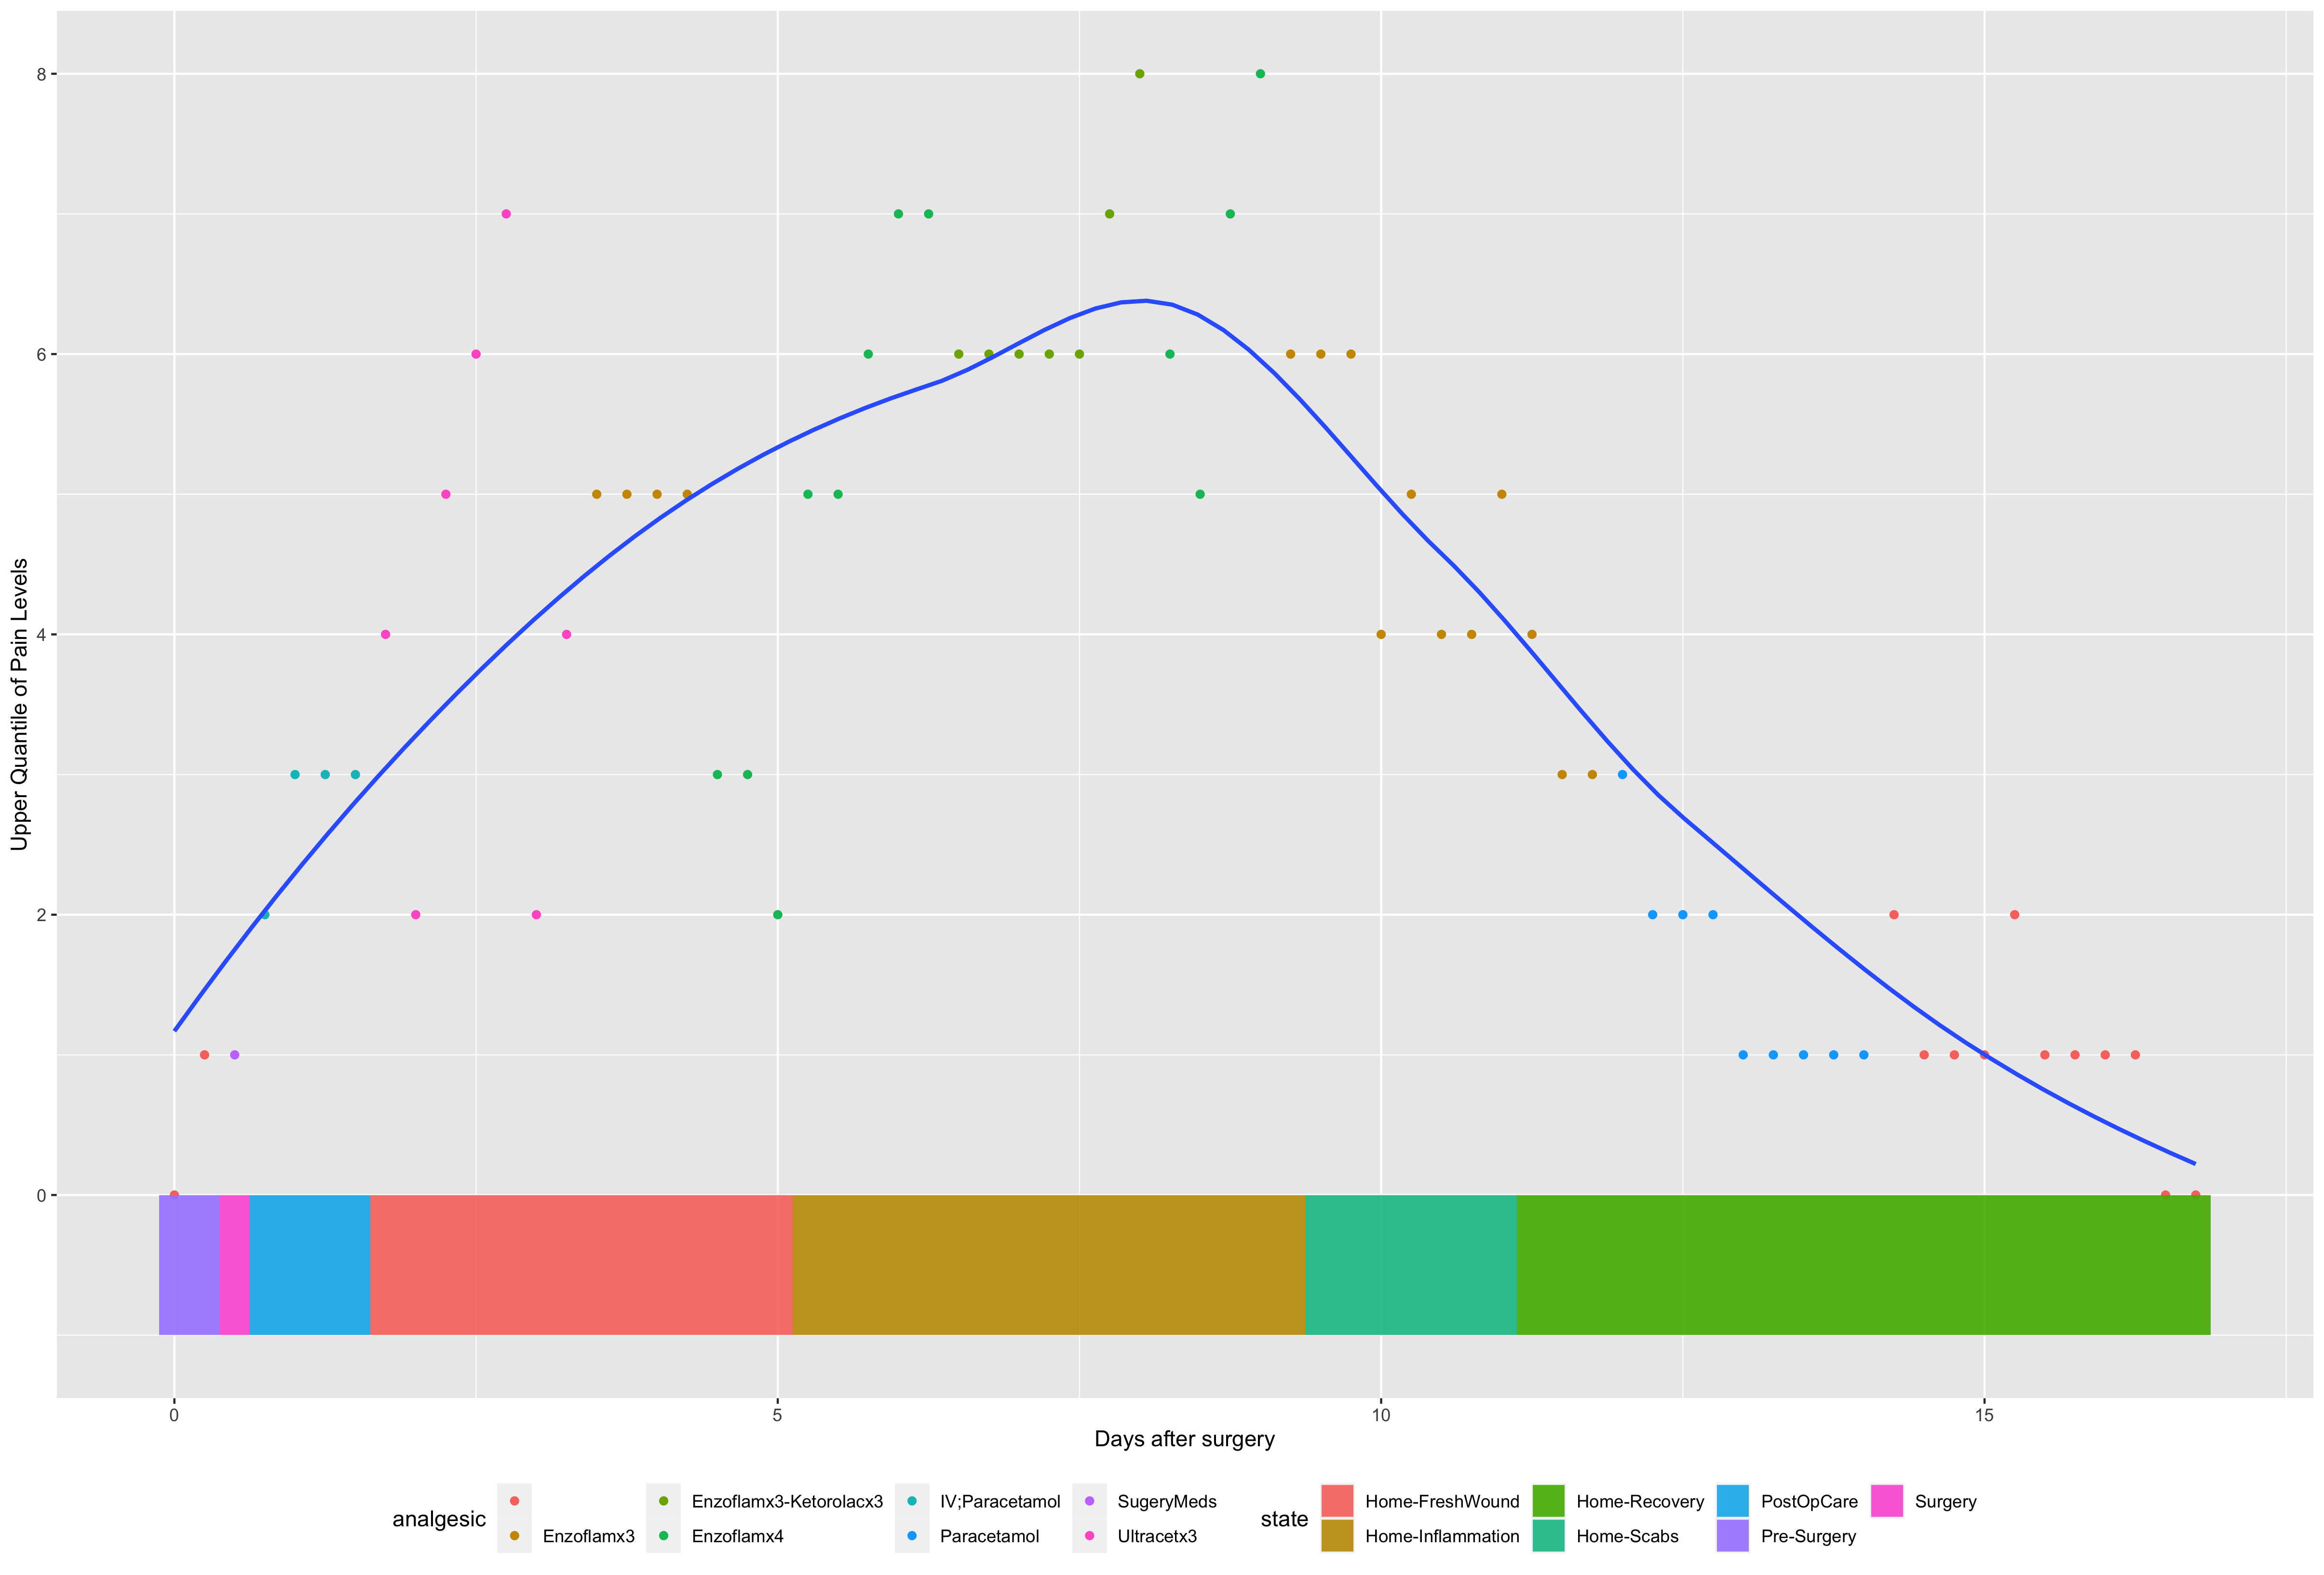 8
6
4
2
0
Upper Quantile of Pain Levels
0 5 10 15
Days after surgery
analgesic
Enzoflamx3
Enzoflamx3-Ketorolacx3
Enzoflamx4
IV;Paracetamol
Paracetamol
SugeryMeds
Ultracetx3
state
Home-FreshWound
Home-Inflammation
Home-Recovery
Home-Scabs
PostOpCare
Pre-Surgery
Surgery